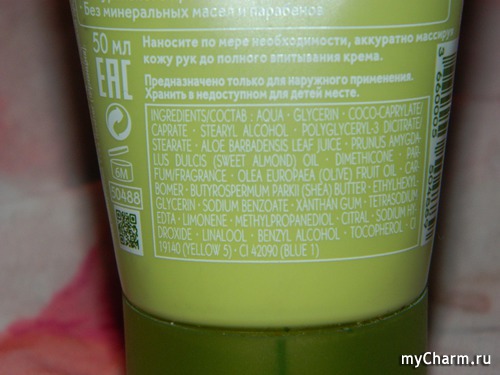 · Без минеральных масел и парабенов
50 мл
Нанесите по мере необходимости, аккуратно массируя
кожу рук до полного впитывания крема.
Предназначено только для наружного применения.
Хранить в недоступном для детей месте.
EAC
INGREDIENTS/СОСТАВ : AQUA · GLYCERIN · COCO-CAPRYLATE/
CAPRATE · STEARYL ALCOHOL · POLYGLYCERYL-3 DICITRATE/
STEARATE · ALOE BARBADENSIS LEAF JUICE · PRUNUS AMYGDA-
LUS DULCIS (SWEET ALMOND) OIL · DIMETHICONE · PAR-
FUM/FRAGRANCE · OLEA EUROPAEA (OLIVE) FRUIT OIL · CAR-
BOMER · BUTYROSPERMUM PARKII (SHEA) BUTTER · ETHYLHEXYL-
GLYCERIN · SODIUM BENZOATE · XANTHAN GUM · TETRASODIUM
EDTA · LIMONENE · METHYLPROPANEDIOL · CITRAL · SODIUM HY-
DROXIDE · LINALOOL · BENZYL ALCOHOL · TOCOPHEROL · CI
19140 (YELLOW 5) · CI 42090 (BLUE 1)
6M
50488
myCharm.ru